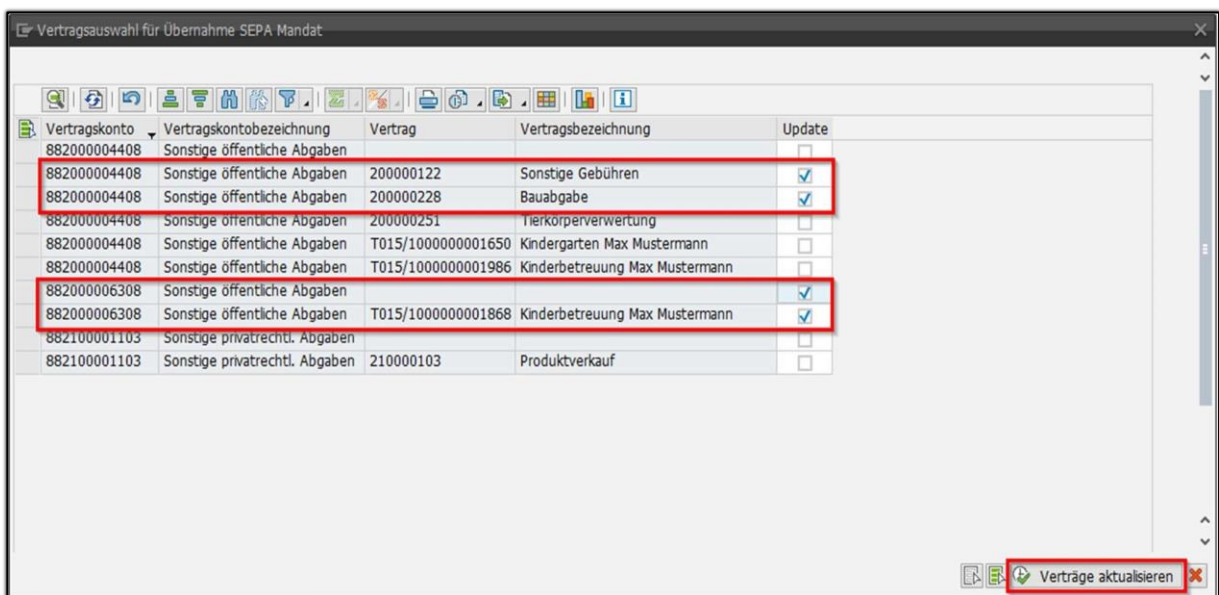 Vertragsauswahl für Übernahme SEPA Mandat
Vertragskonto Vertragskontobezeichnung Vertrag Vertragsbezeichnung Update
882000004408 Sonstige öffentliche Abgaben
882000004408 Sonstige öffentliche Abgaben 200000122 Sonstige Gebühren
882000004408 Sonstige öffentliche Abgaben 200000228 Bauabgabe
882000004408 Sonstige öffentliche Abgaben 200000251 Tierkörperverwertung
882000004408 Sonstige öffentliche Abgaben T015/1000000001650 Kindergarten Max Mustermann
882000004408 Sonstige öffentliche Abgaben T015/1000000001986 Kinderbetreuung Max Mustermann
882000006308 Sonstige öffentliche Abgaben
882000006308 Sonstige öffentliche Abgaben T015/1000000001868 Kinderbetreuung Max Mustermann
882100001103 Sonstige privatrechtl. Abgaben
882100001103 Sonstige privatrechtl. Abgaben 210000103 Produktverkauf
Verträge aktualisieren